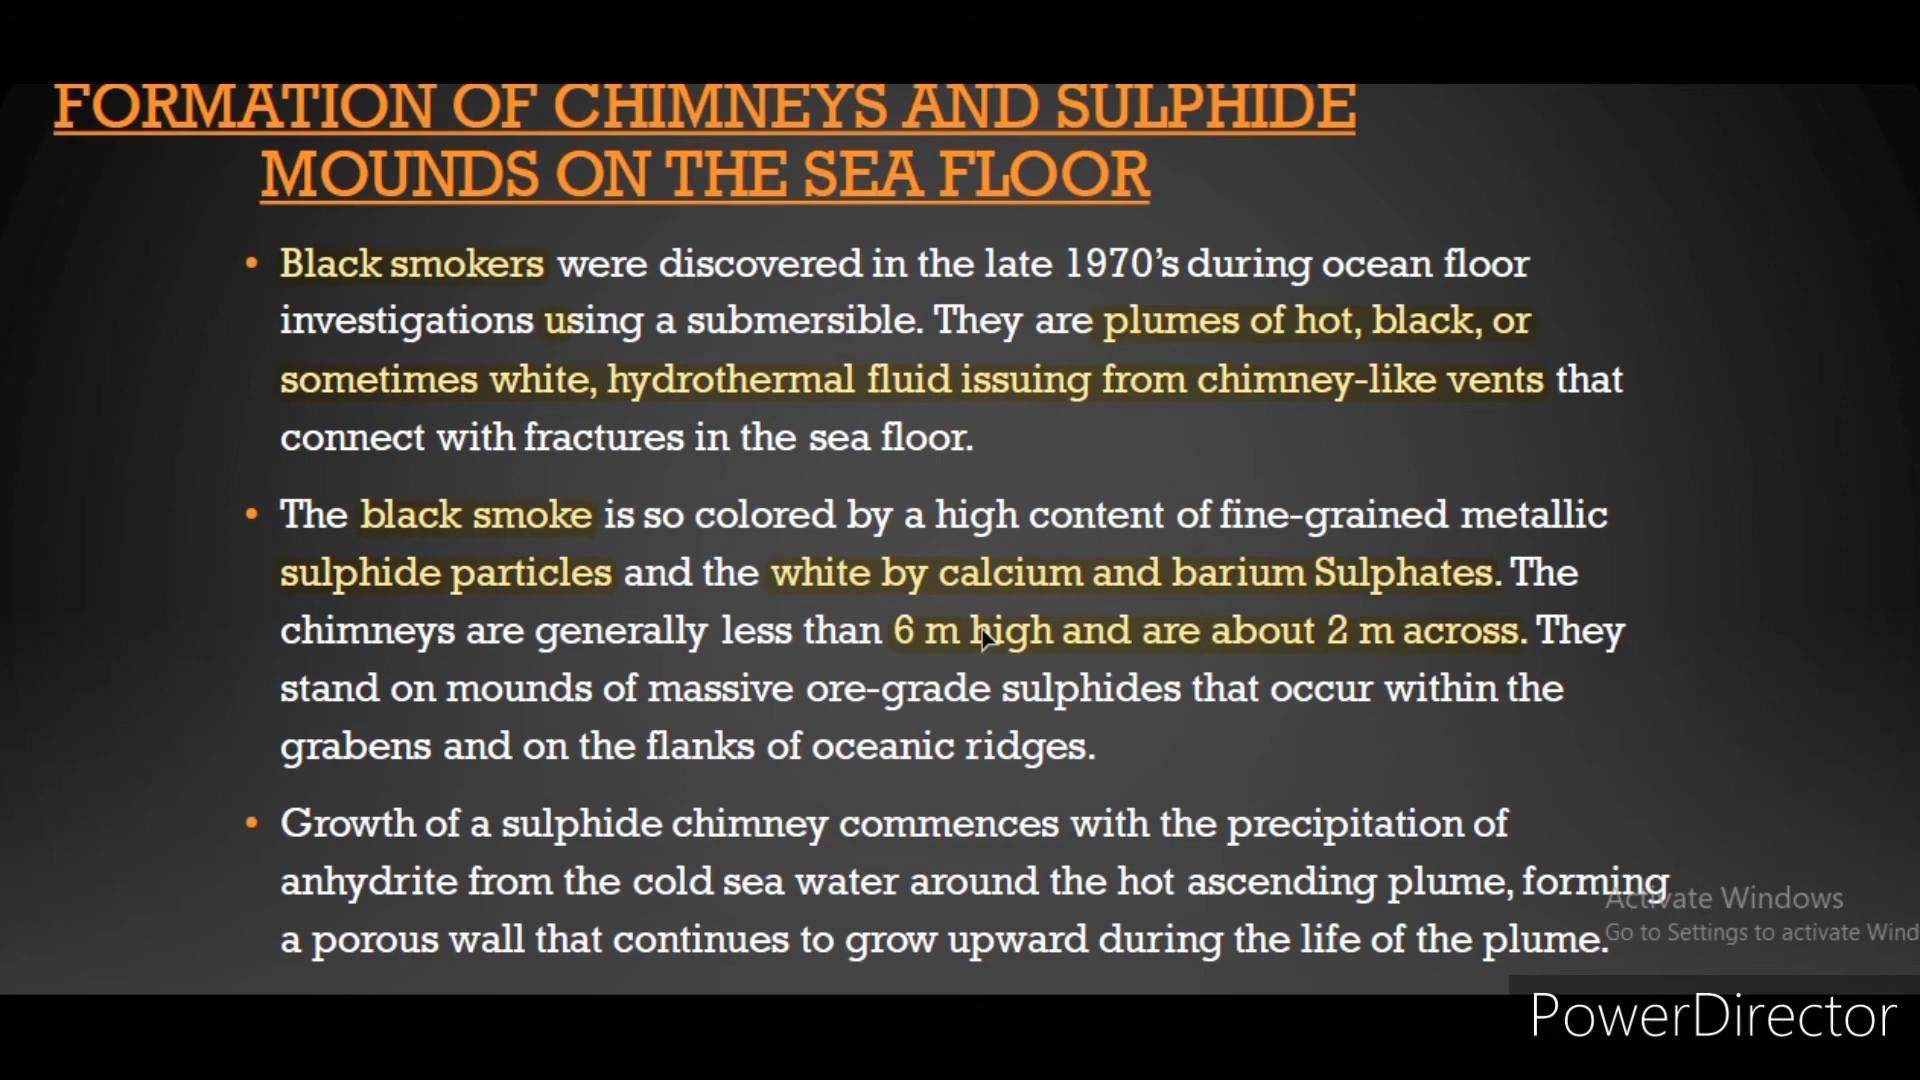 FORMATION OF CHIMNEYS AND SULPHIDE
MOUNDS ON THE SEA FLOOR
• Black smokers were discovered in the late 1970's during ocean floor
investigations using a submersible. They are plumes of hot, black, or
sometimes white, hydrothermal fluid issuing from chimney-like vents that
connect with fractures in the sea floor.
• The black smoke is so colored by a high content of fine-grained metallic
sulphide particles and the white by calcium and barium Sulphates. The
chimneys are generally less than 6 m high and are about 2 m across. They
stand on mounds of massive ore-grade sulphides that occur within the
grabens and on the flanks of oceanic ridges.
• Growth of a sulphide chimney commences with the precipitation of
anhydrite from the cold sea water around the hot ascending plume, forming
a porous wall that continues to grow upward during the life of the plume.
Activate Windows
Go to Settings to activate Wind
PowerDirector